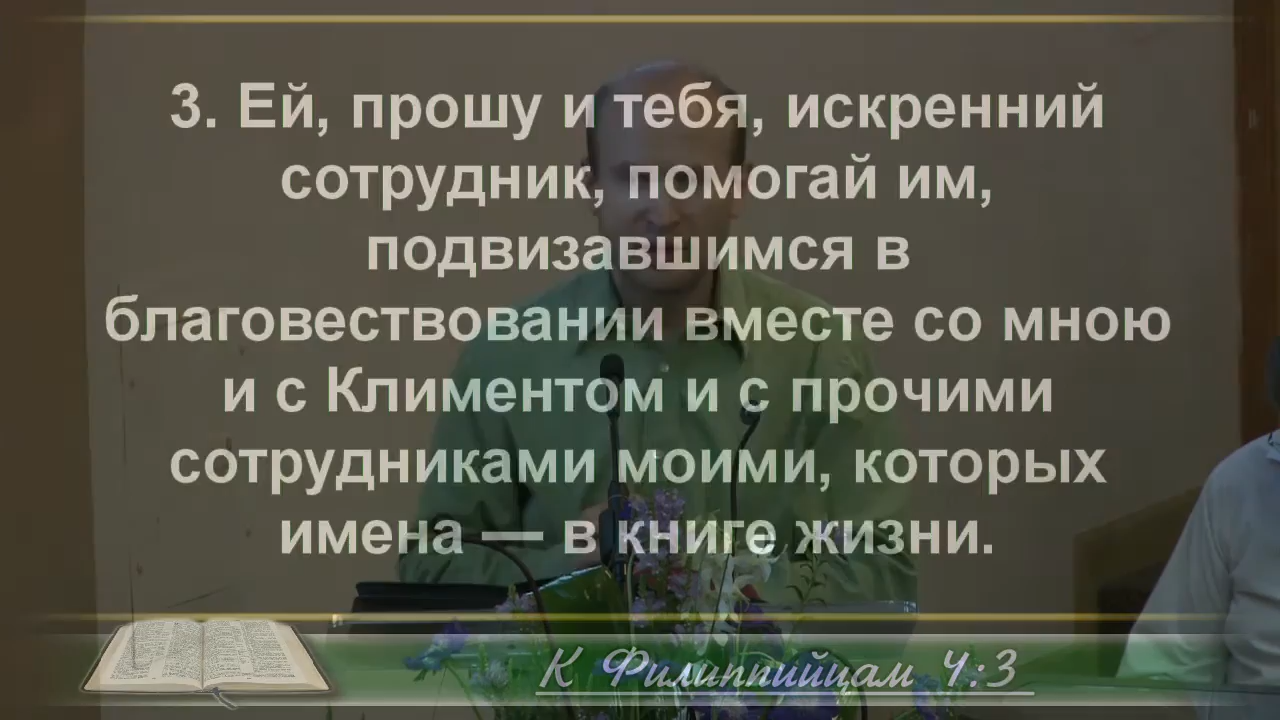 3. Ей, прошу и тебя, искренний
сотрудник, помогай им,
подвизавшимся в
благовествовании вместе со мною
и с Климентом и с прочими
сотрудниками моими, которых
имена — в книге жизни.
К Филиппийцам 4:3